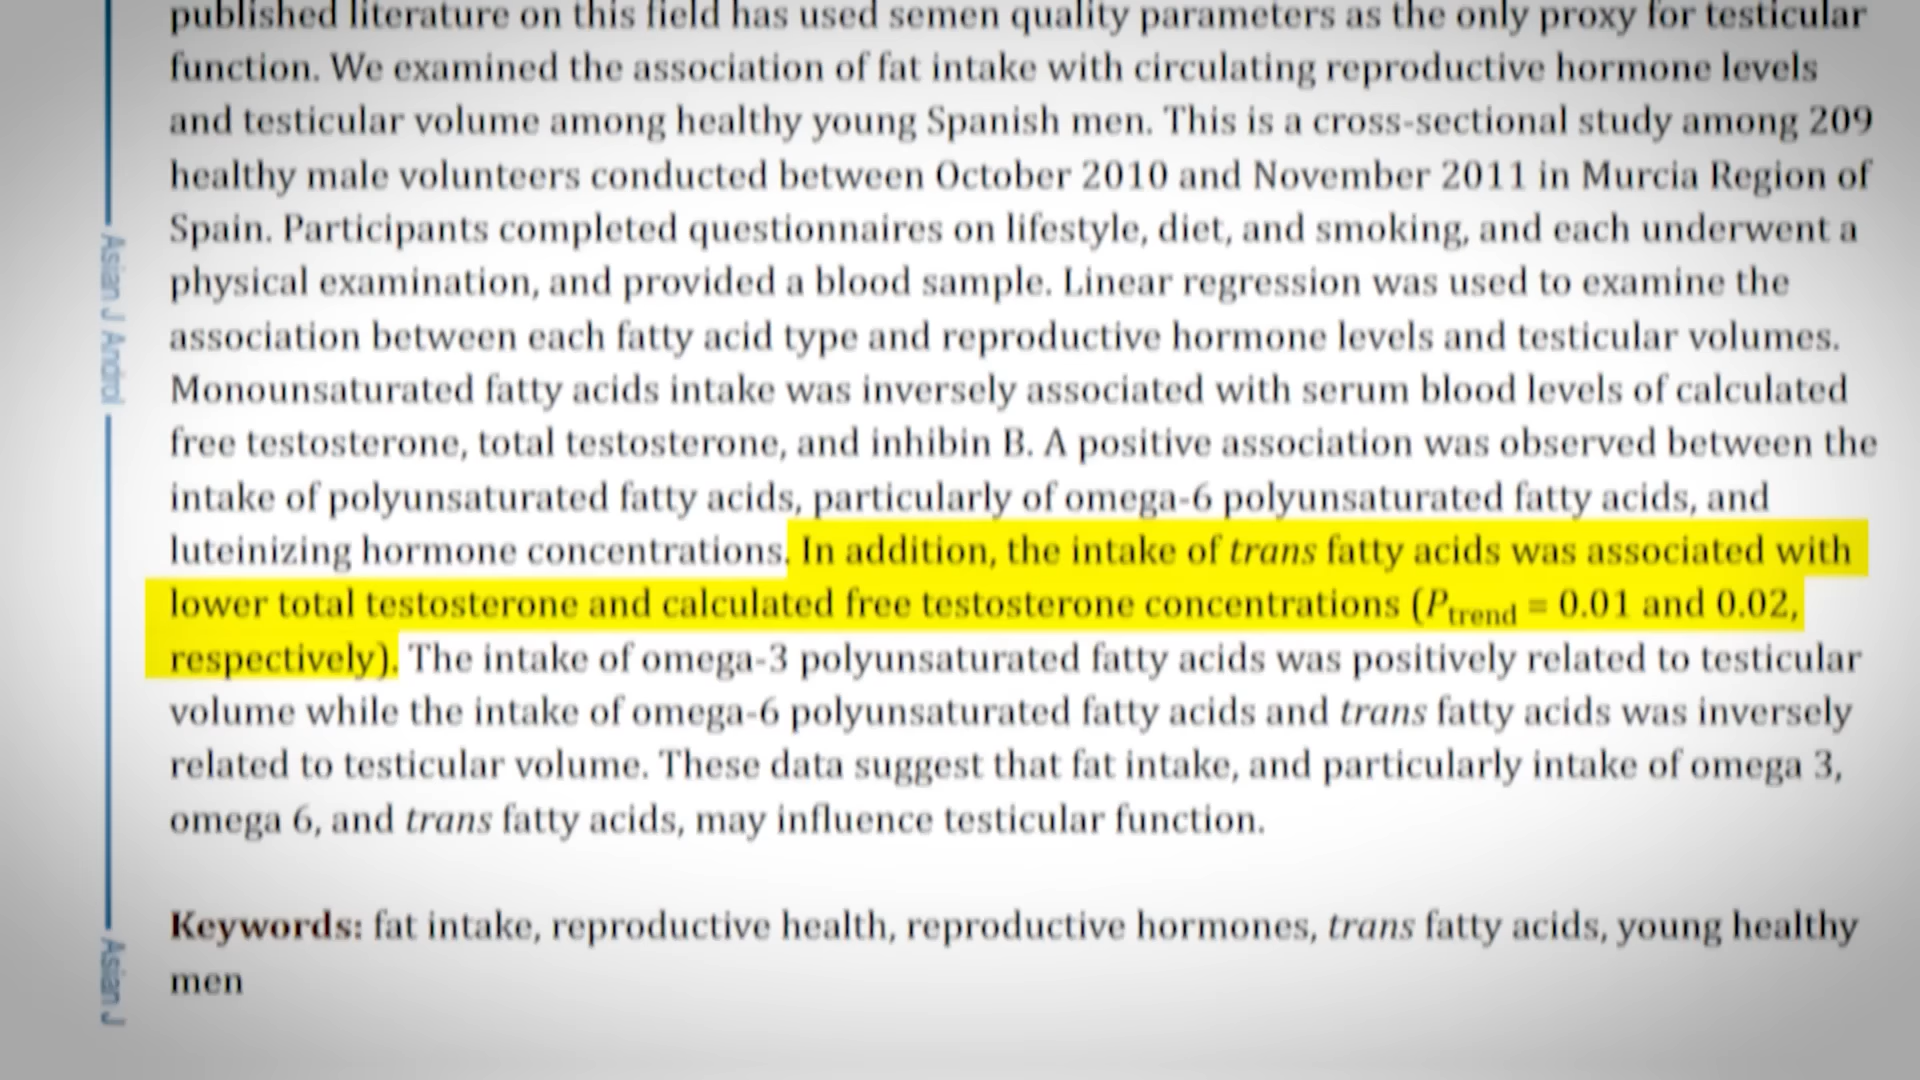 published literature on this field has used semen quality parameters as the only proxy for testicular
function. We examined the association of fat intake with circulating reproductive hormone levels
and testicular volume among healthy young Spanish men. This is a cross-sectional study among 209
healthy male volunteers conducted between October 2010 and November 2011 in Murcia Region of
Spain. Participants completed questionnaires on lifestyle, diet, and smoking, and each underwent a
physical examination, and provided a blood sample. Linear regression was used to examine the
association between each fatty acid type and reproductive hormone levels and testicular volumes.
Monounsaturated fatty acids intake was inversely associated with serum blood levels of calculated
free testosterone, total testosterone, and inhibin B. A positive association was observed between the
intake of polyunsaturated fatty acids, particularly of omega-6 polyunsaturated fatty acids, and
luteinizing hormone concentrations. In addition, the intake of trans fatty acids was associated with
lower total testosterone and calculated free testosterone concentrations (Ptrend = 0.01 and 0.02,
respectively). The intake of omega-3 polyunsaturated fatty acids was positively related to testicular
volume while the intake of omega-6 polyunsaturated fatty acids and trans fatty acids was inversely
related to testicular volume. These data suggest that fat intake, and particularly intake of omega 3,
omega 6, and trans fatty acids, may influence testicular function.
Keywords: fat intake, reproductive health, reproductive hormones, trans fatty acids, young healthy
men
Asian J Androl
Asian J